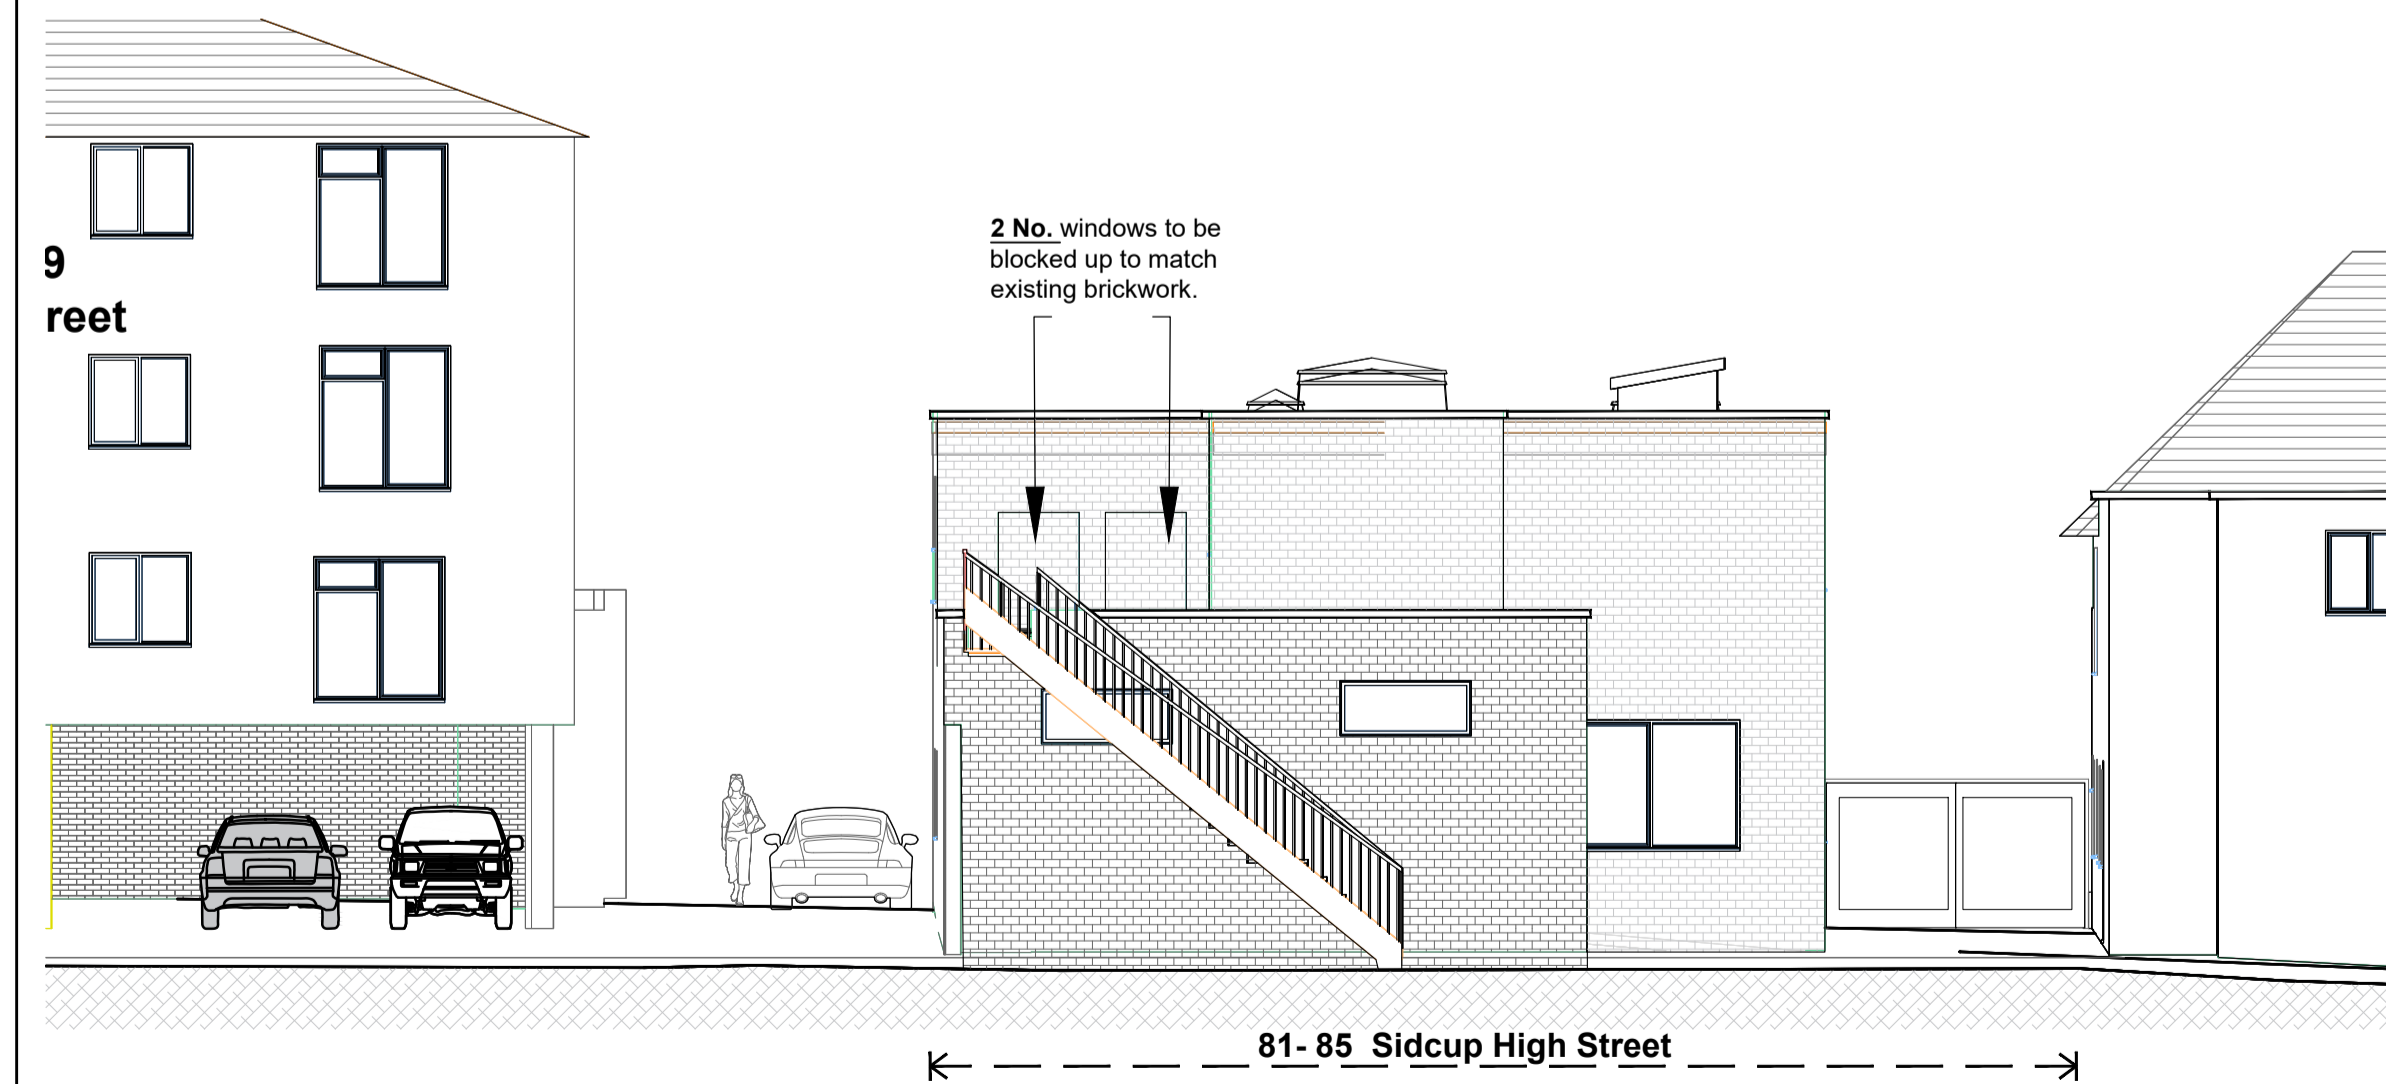 9
reet
2 No. windows to be
blocked up to match
existing brickwork.
81- 85 Sidcup High Street